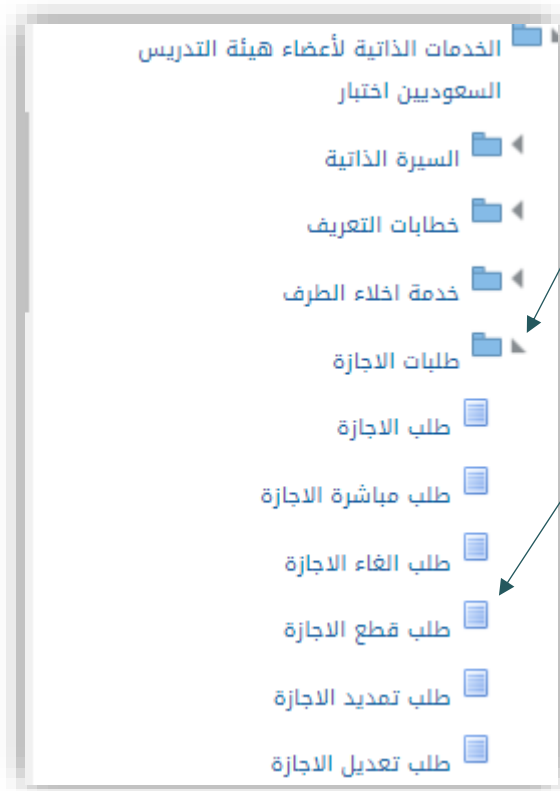 الخدمات الذاتية لأعضاء هيئة التدريس
السعوديين اختبار
السيرة الذاتية
خطابات التعريف
خدمة اخلاء الطرف
طلبات الاجازة
طلب الاجازة
طلب مباشرة الاجازة
طلب الغاء الاجازة
طلب قطع الاجازة
طلب تمديد الاجازة
طلب تعديل الاجازة